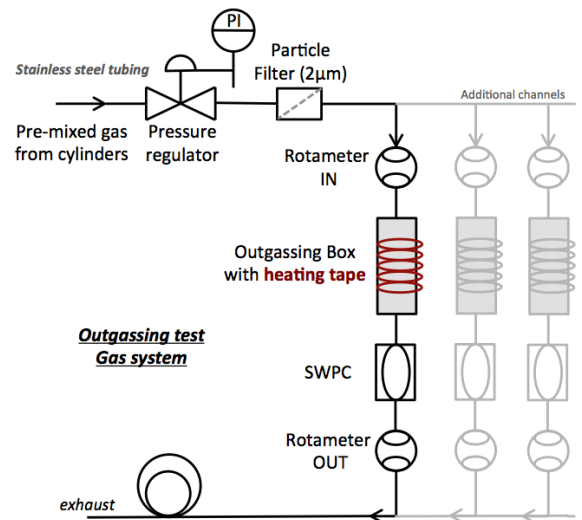 PI
Stainless steel tubing
Particle
Filter (2μm)
Additional channels
Pre-mixed gas
from cylinders
Pressure
regulator
Rotameter
IN
Outgassing Box
with heating tape
Outgassing test
Gas system
SWPC
Rotameter
OUT
exhaust